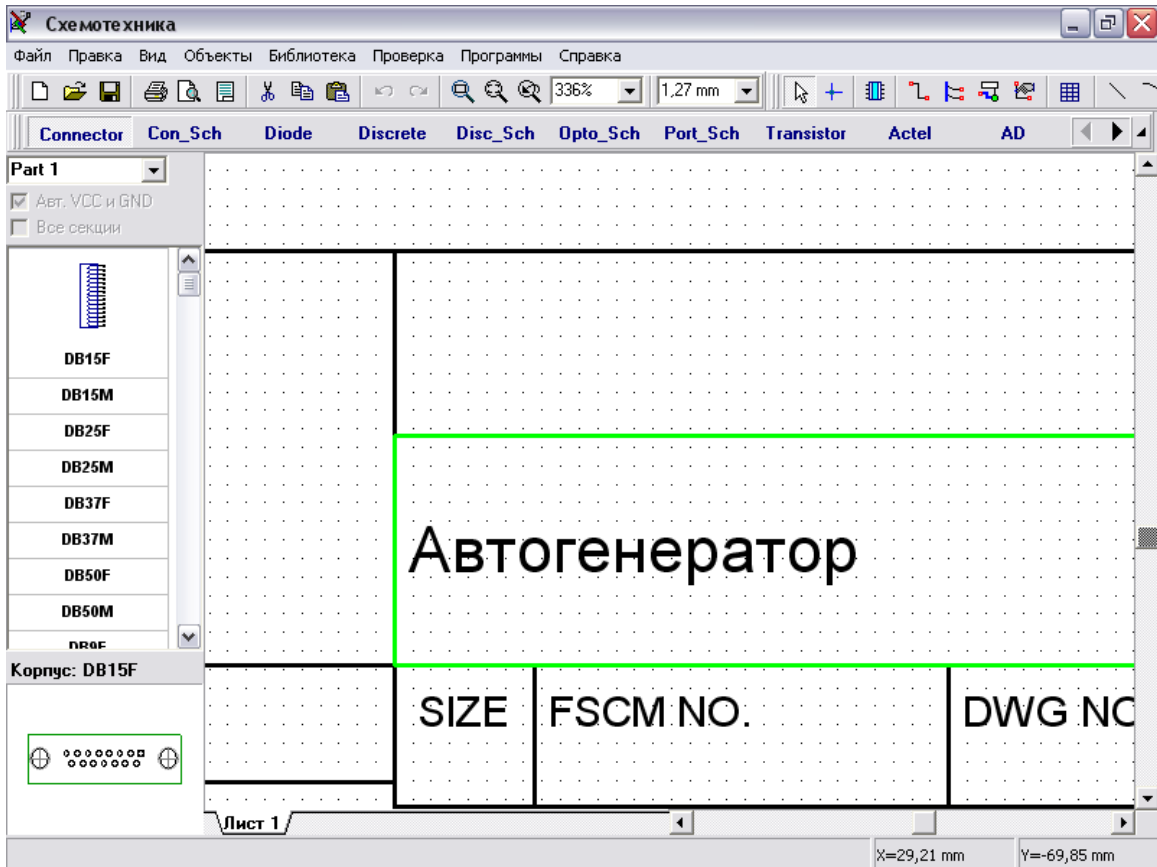 Схемотехника
Файл Правка Вид Объекты Библиотека Проверка Программы Справка
336% 1,27 mm
Connector Con_Sch Diode Discrete Disc_Sch Opto_Sch Port_Sch Transistor Actel AD
Part 1
Авт. VCC и GND
Все секции
DB15F
DB15M
DB25F
DB25M
DB37F
DB37M
DB50F
DB50M
DB9F
Корпус: DB15F
Автогенератор
SIZE FSCM NO. DWG NO
Лист 1
X=29,21 mm Y=-69,85 mm